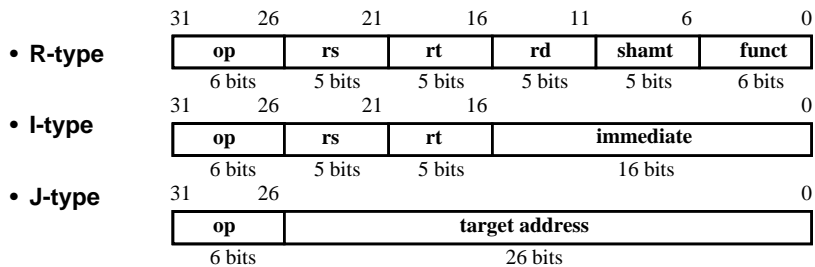 31 26 21 16 11 6 0
• R-type op rs rt rd shamt funct
6 bits 5 bits 5 bits 5 bits 5 bits 6 bits
31 26 21 16 0
• I-type op rs rt immediate
6 bits 5 bits 5 bits 16 bits
• J-type 31 26 0
op target address
6 bits 26 bits